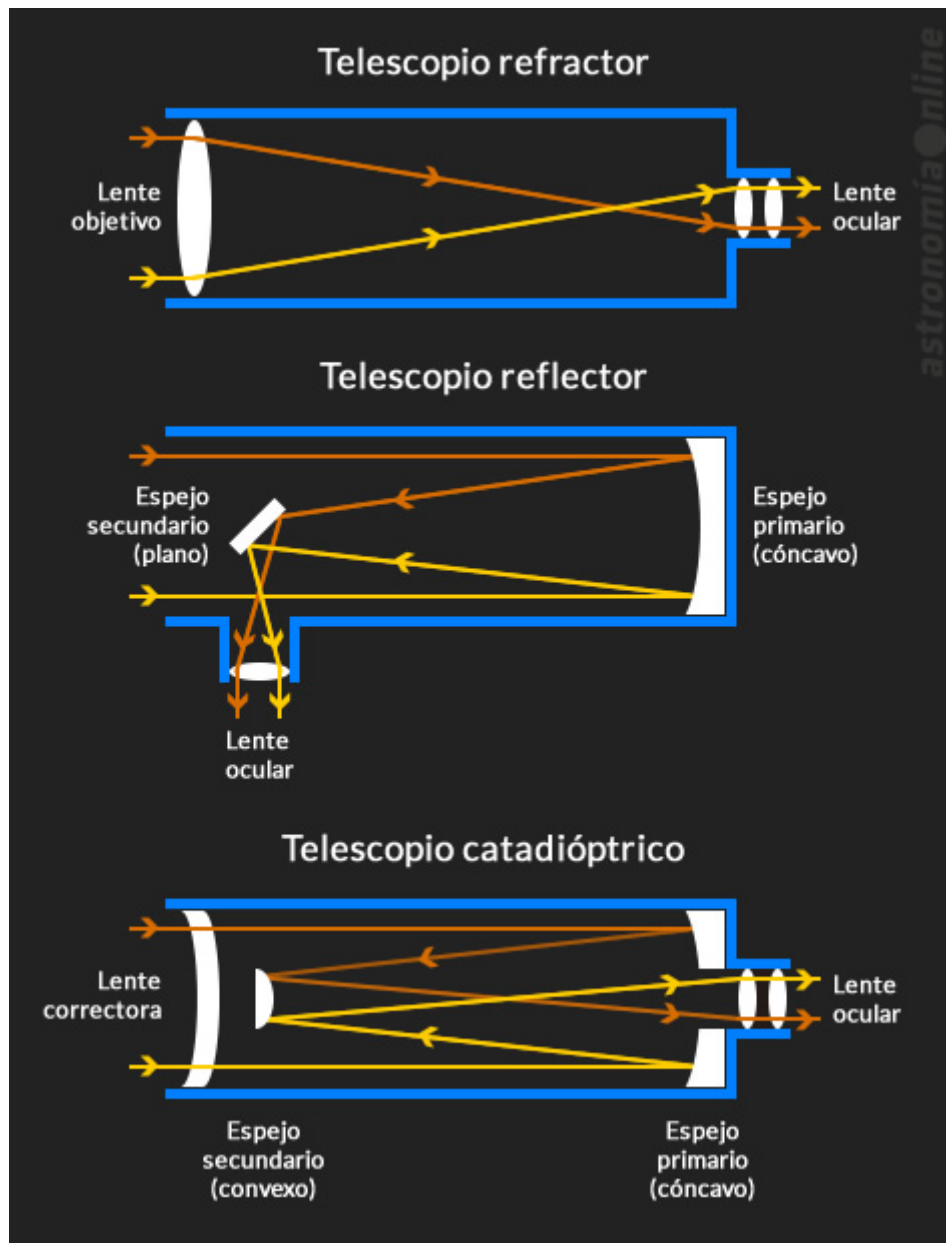 astronomía nline
Telescopio refractor
Lente
objetivo
Lente
ocular
Telescopio reflector
Espejo
secundario
(plano)
Espejo
primario
(cóncavo)
Lente
ocular
Telescopio catadióptrico
Lente
correctora
Lente
ocular
Espejo
secundario
(convexo)
Espejo
primario
(cóncavo)